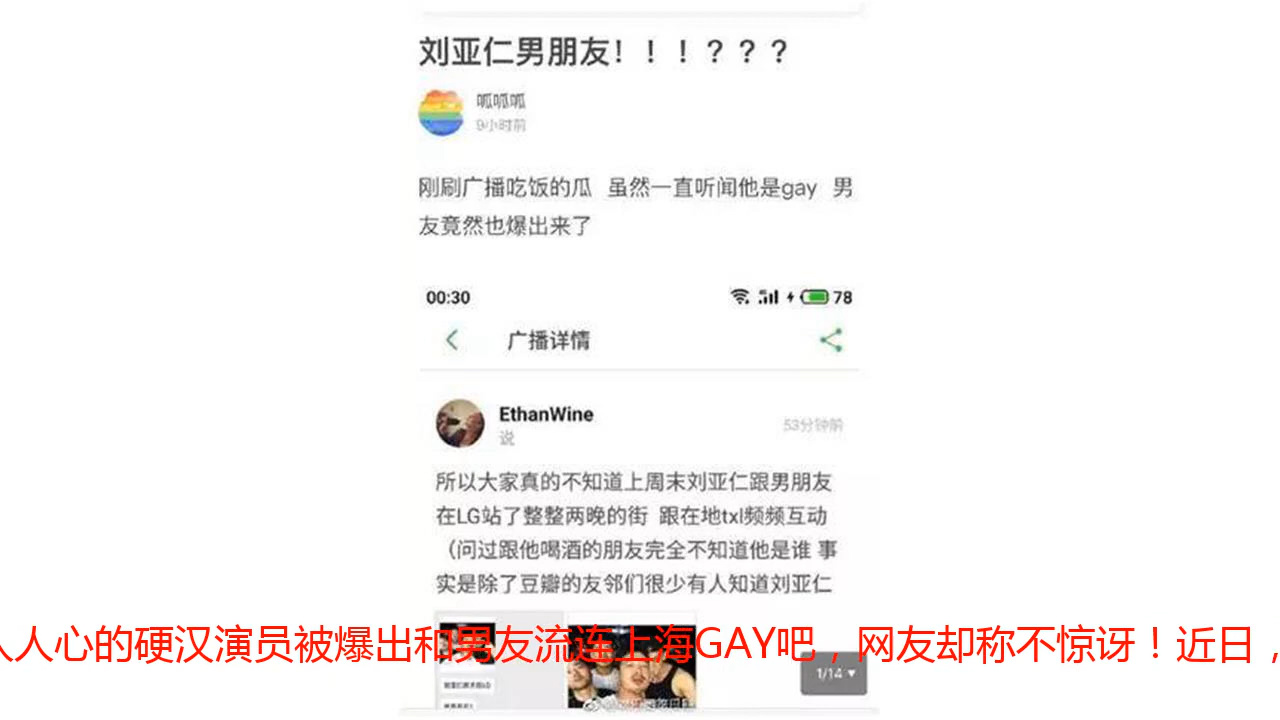 刘亚仁男朋友！！！？？？
呱呱呱
9小时前
刚刷广播吃饭的瓜 虽然一直听闻他是gay 男
友竟然也爆出来了
00:30
78
广播详情
EthanWine
53分钟前
说
所以大家真的不知道上周末刘亚仁跟男朋友
在LG站了整整两晚的街 跟在地txl频频互动
（问过跟他喝酒的朋友完全不知道他是谁 事
实是除了豆瓣的友邻们很少有人知道刘亚仁
人心的硬汉演员被爆出和男友流连上海GAY吧，网友却称不惊讶！近日，
1/14